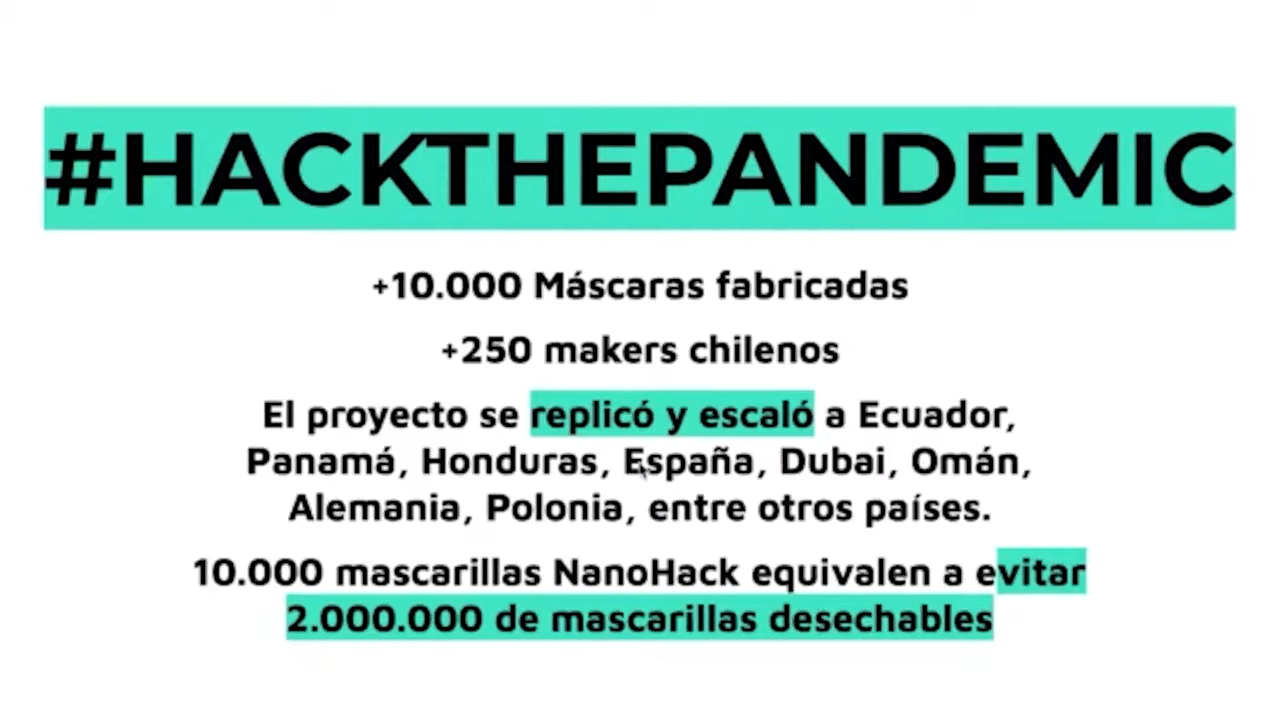 #HACKTHEPANDEMIC
+10.000 Máscaras fabricadas
+250 makers chilenos
El proyecto se replicó y escaló a Ecuador,
Panamá, Honduras, España, Dubai, Omán,
Alemania, Polonia, entre otros países.
10.000 mascarillas NanoHack equivalen a evitar
2.000.000 de mascarillas desechables